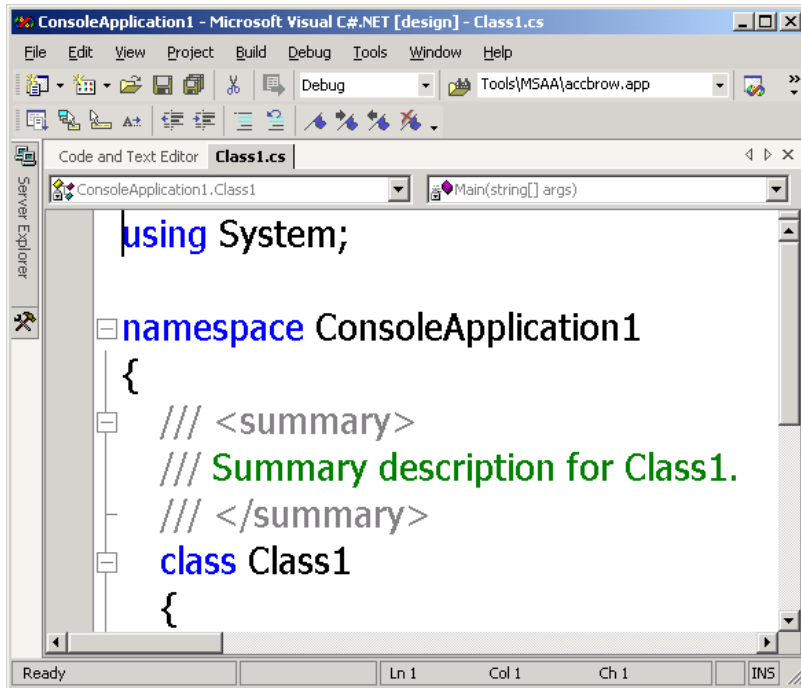 ConsoleApplication1 - Microsoft Visual C#.NET [design] - Class1.cs
File Edit View Project Build Debug Tools Window Help
Debug Tools\MSAA\accbrow.app
Code and Text Editor Class1.cs
Server Explorer
ConsoleApplication1.Class1 Main(string[] args)
using System;
namespace ConsoleApplication1
{
/// <summary>
/// Summary description for Class1.
/// </summary>
class Class1
{
Ready Ln 1 Col 1 Ch 1 INS